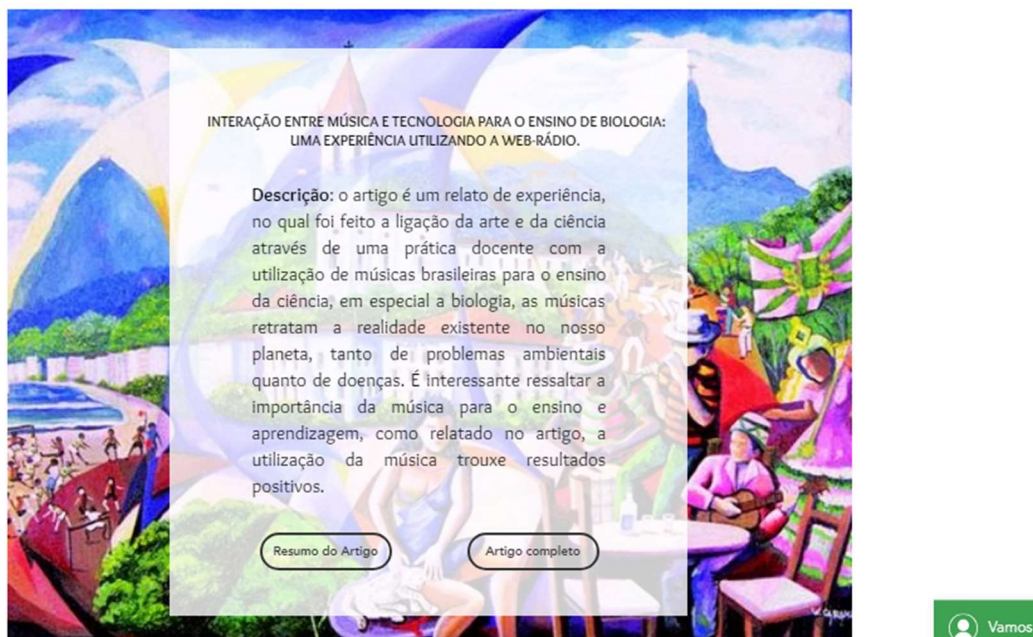 INTERAÇÃO ENTRE MÚSICA E TECNOLOGIA PARA O ENSINO DE BIOLOGIA:
UMA EXPERIÊNCIA UTILIZANDO A WEB-RÁDIO.
Descrição: o artigo é um relato de experiência,
no qual foi feito a ligação da arte e da ciência
através de uma prática docente com a
utilização de músicas brasileiras para o ensino
da ciência, em especial a biologia, as músicas
retratam a realidade existente no nosso
planeta, tanto de problemas ambientais
quanto de doenças. É interessante ressaltar a
importância da música para o ensino e
aprendizagem, como relatado no artigo, a
utilização da música trouxe resultados
positivos.
Resumo do Artigo
Artigo completo
Vamos